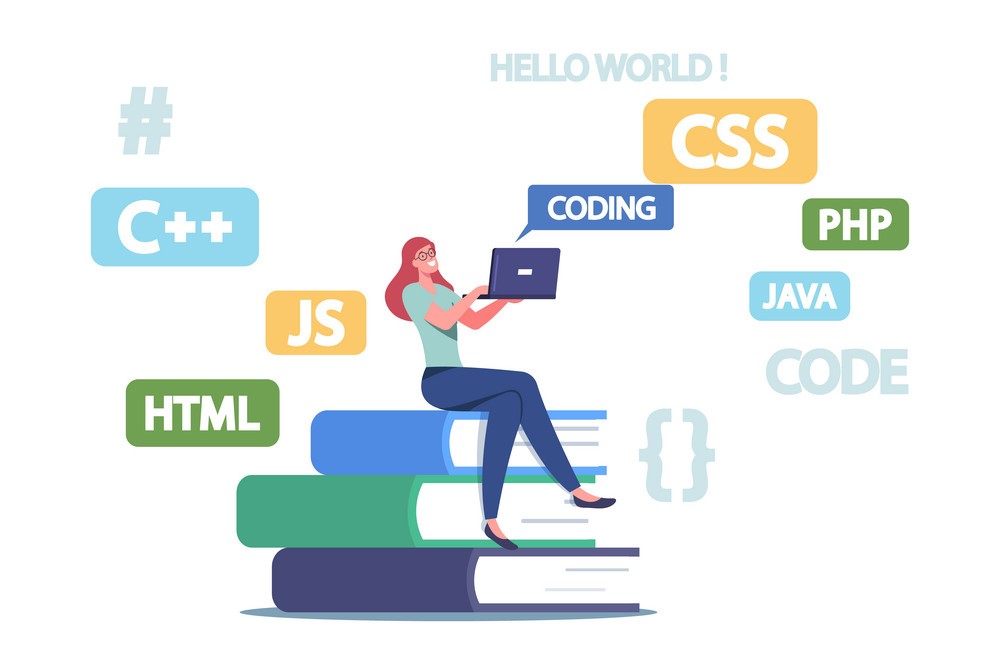 HELLO WORLD !
#
CSS
C++
CODING
PHP
JAVA
JS
CODE
HTML
{}